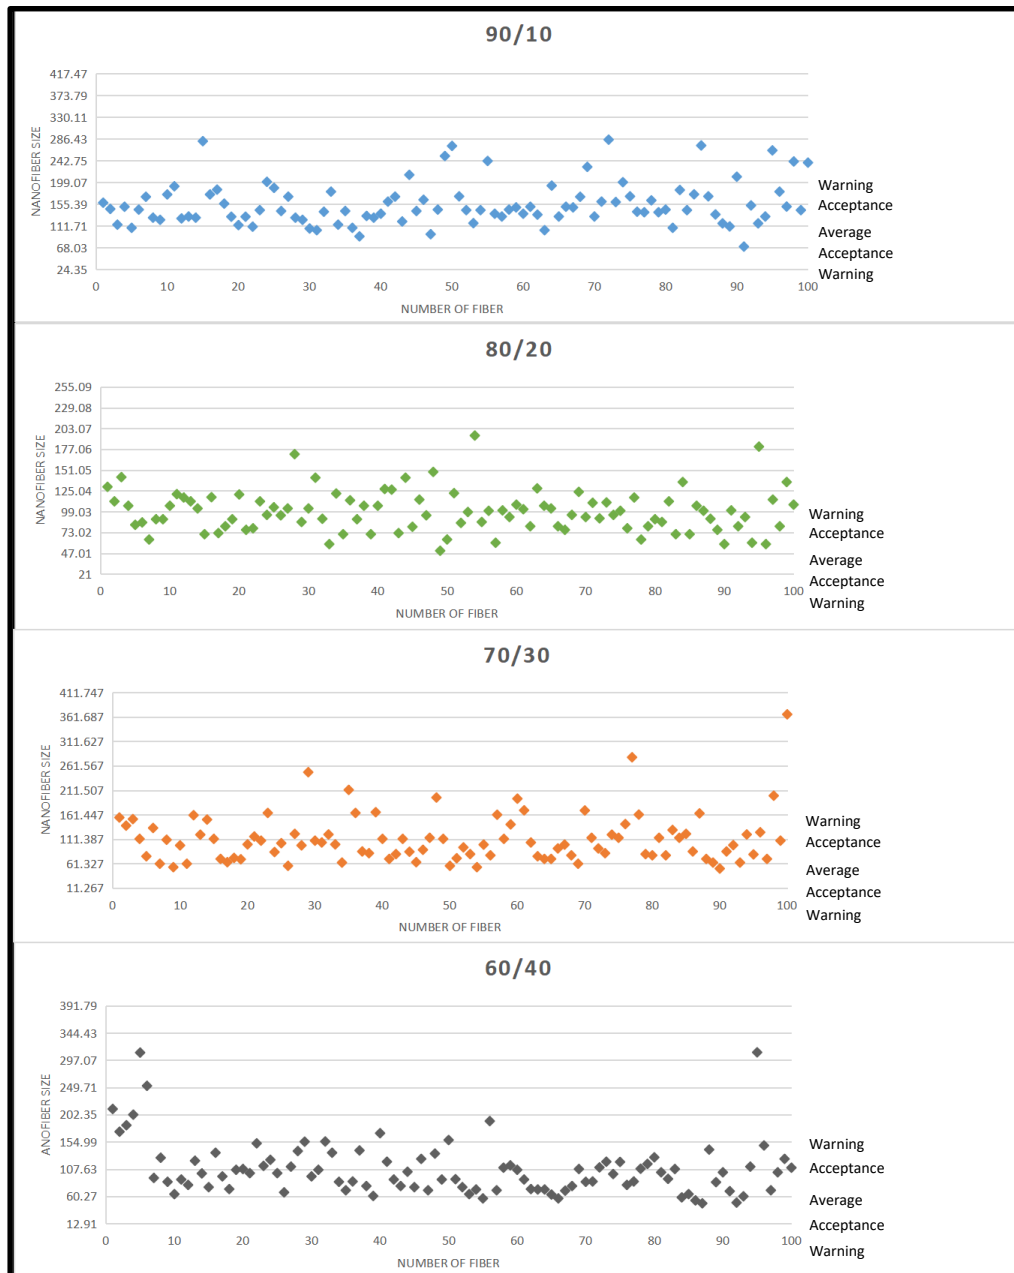 90/10
417.47
373.79
330.11
286.43
242.75
199.07
155.39
111.71
68.03
24.35
NANOFIBER SIZE
0 10 20 30 40 50 60 70 80 90 100
NUMBER OF FIBER
Warning
Acceptance
Average
Acceptance
Warning
80/20
255.09
229.08
203.07
177.06
151.05
125.04
99.03
73.02
47.01
21
NANOFIBER SIZE
0 10 20 30 40 50 60 70 80 90 100
NUMBER OF FIBER
Warning
Acceptance
Average
Acceptance
Warning
70/30
411.747
361.687
311.627
261.567
211.507
161.447
111.387
61.327
11.267
NANOFIBER SIZE
0 10 20 30 40 50 60 70 80 90 100
NUMBER OF FIBER
Warning
Acceptance
Average
Acceptance
Warning
60/40
391.79
344.43
297.07
249.71
202.35
154.99
107.63
60.27
12.91
ANOFIBER SIZE
0 10 20 30 40 50 60 70 80 90 100
NUMBER OF FIBER
Warning
Acceptance
Average
Acceptance
Warning